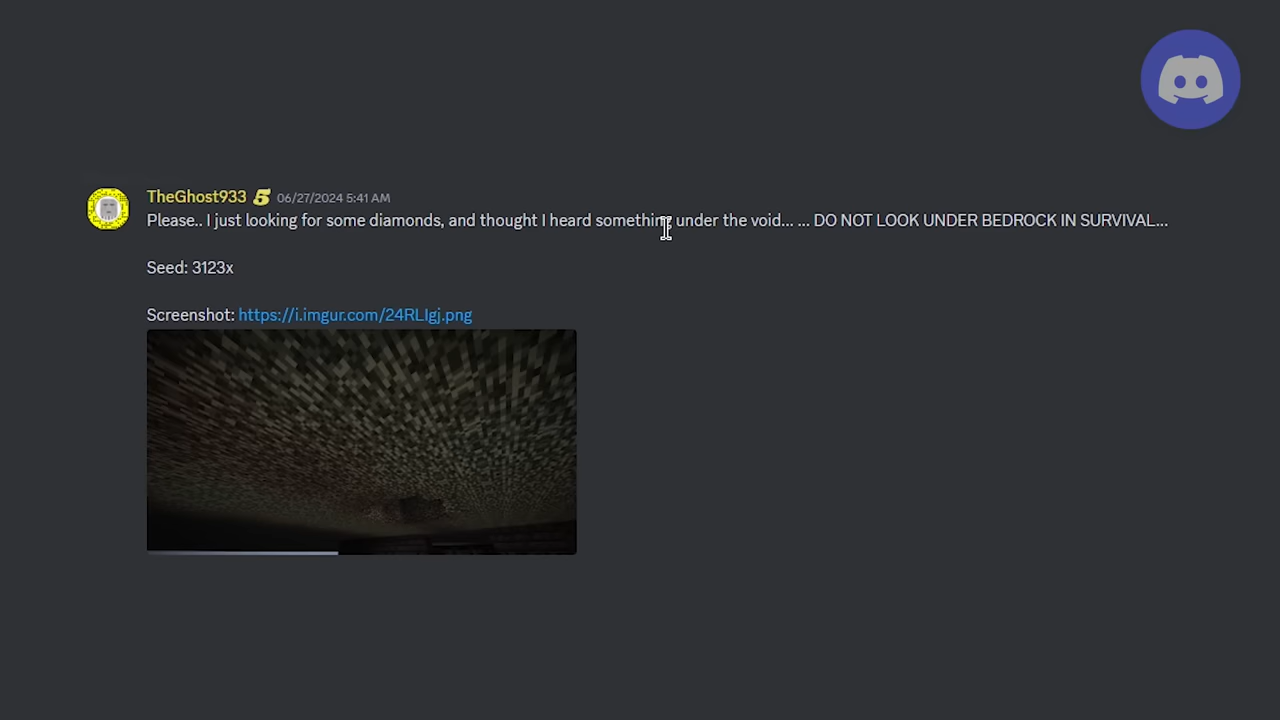 TheGhost933 5 06/27/2024 5:41 AM
Please.. I just looking for some diamonds, and thought I heard something under the void... ... DO NOT LOOK UNDER BEDROCK IN SURVIVAL...
Seed: 3123x
Screenshot: https://i.imgur.com/24RLIgj.png